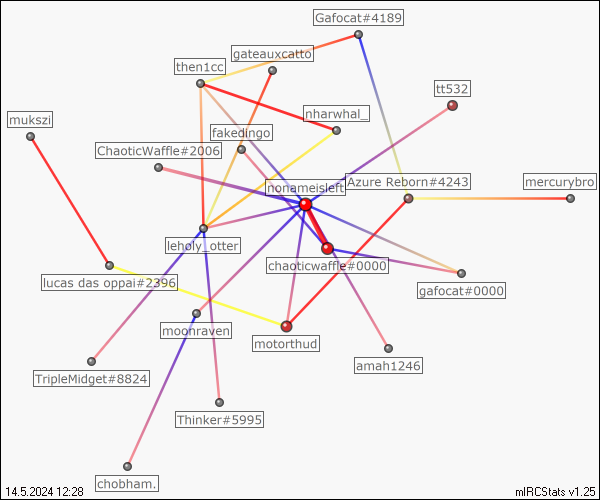 Gafocat#4189
gateauxcatto
then1cc
tt532
nharwhal_
mukszi
fakedingo
ChaoticWaffle#2006
nonameisleft
Azure Reborn#4243
mercurybro
leholy_otter
chaoticwaffle#0000
lucas das oppai#2396
gafocat#0000
moonraven
motorthud
amah1246
TripleMidget#8824
Thinker#5995
chobham.
14.5.2024 12:28
mIRCStats v1.25